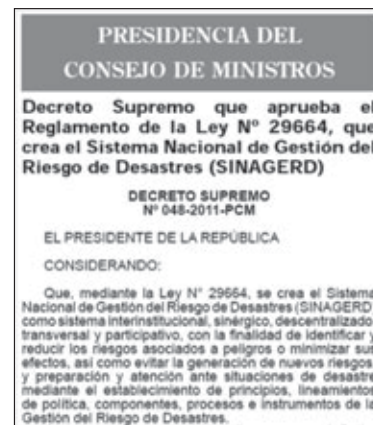 PRESIDENCIA DEL
CONSEJO DE MINISTROS
Decreto Supremo que aprueba el
Reglamento de la Ley Nº 29664, que
crea el Sistema Nacional de Gestión del
Riesgo de Desastres (SINAGERD)
DECRETO SUPREMO
Nº 048-2011-PCM
EL PRESIDENTE DE LA REPÚBLICA
CONSIDERANDO:
Que, mediante la Ley N° 29664, se crea el Sistema
Nacional de Gestión del Riesgo de Desastres (SINAGERD)
como sistema interinstitucional, sinérgico, descentralizado,
transversal y participativo, con la finalidad de identificar y
reducir los riesgos asociados a peligros o minimizar sus
efectos, así como evitar la generación de nuevos riesgos,
y preparación y atención ante situaciones de desastre
mediante el establecimiento de principios, lineamientos
de política, componentes, procesos e instrumentos de la
Gestión del Riesgo de Desastres.